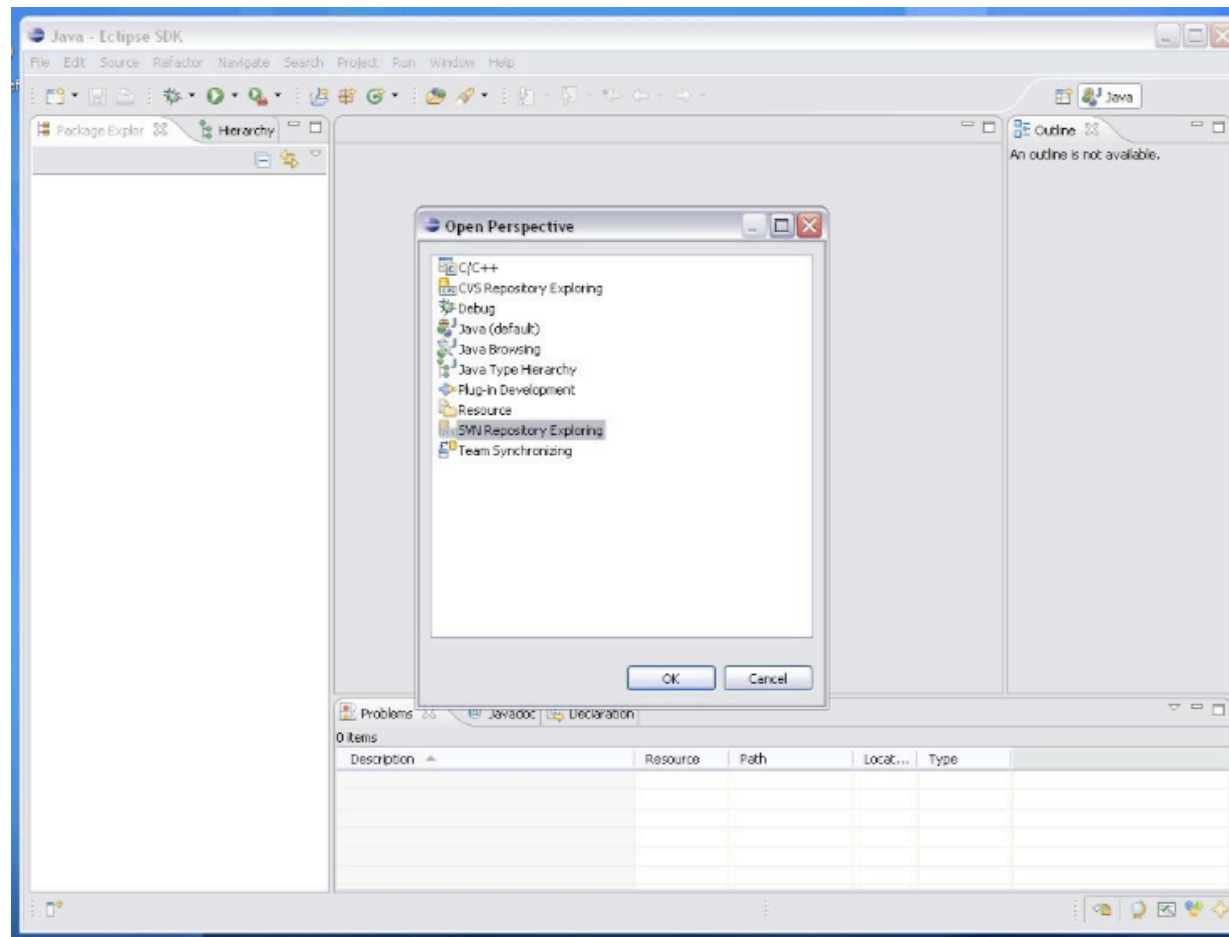 Java - Eclipse SDK
File Edit Source Refactor Navigate Search Project Run Window Help
Java
Package Explor
Hierarchy
Outline
An outline is not available.
Open Perspective
C/C++
CVS Repository Exploring
Debug
Java (default)
Java Browsing
Java Type Hierarchy
Plug-in Development
Resource
SVN Repository Exploring
Team Synchronizing
OK Cancel
Problems Javadoc Declaration
0 items
Description Resource Path Locat... Type